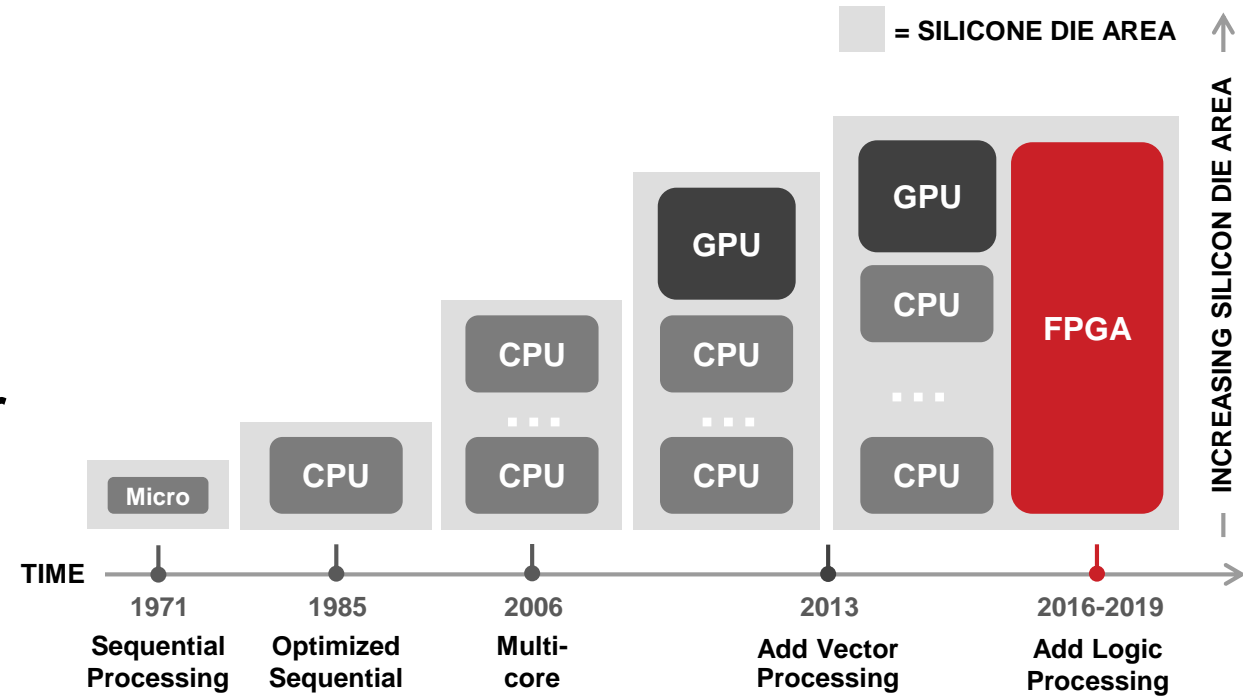 = SILICONE DIE AREA
INCREASING SILICON DIE AREA
GPU
GPU
CPU
FPGA
CPU
CPU
...
...
...
Micro
CPU
CPU
CPU
CPU
TIME
1971
1985
2006
2013
2016-2019
Sequential
Processing
Optimized
Sequential
Multi-
core
Add Vector
Processing
Add Logic
Processing